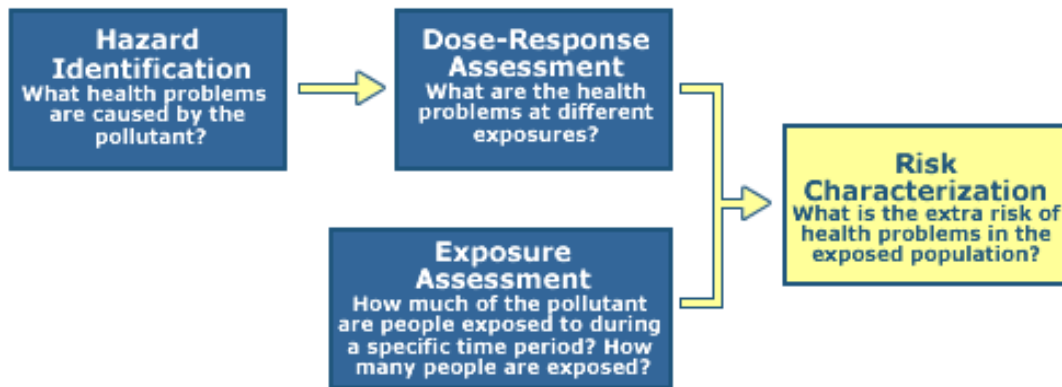 Hazard
Identification
What health problems
are caused by the
pollutant?
Dose-Response
Assessment
What are the health
problems at different
exposures?
Exposure
Assessment
How much of the pollutant
are people exposed to during
a specific time period? How
many people are exposed?
Risk
Characterization
What is the extra risk of
health problems in the
exposed population?